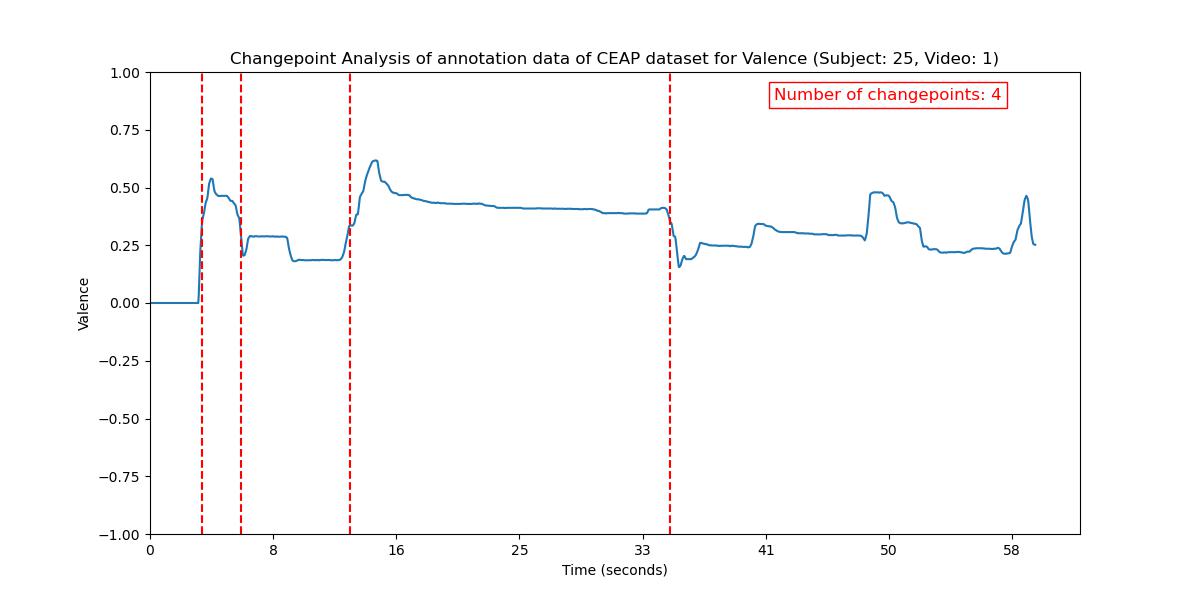 Changepoint Analysis of annotation data of CEAP dataset for Valence (Subject: 25, Video: 1)
Number of changepoints: 4
Valence
1.00
0.75
0.50
0.25
0.00
−0.25
−0.50
−0.75
−1.00
0 8 16 25 33 41 50 58
Time (seconds)